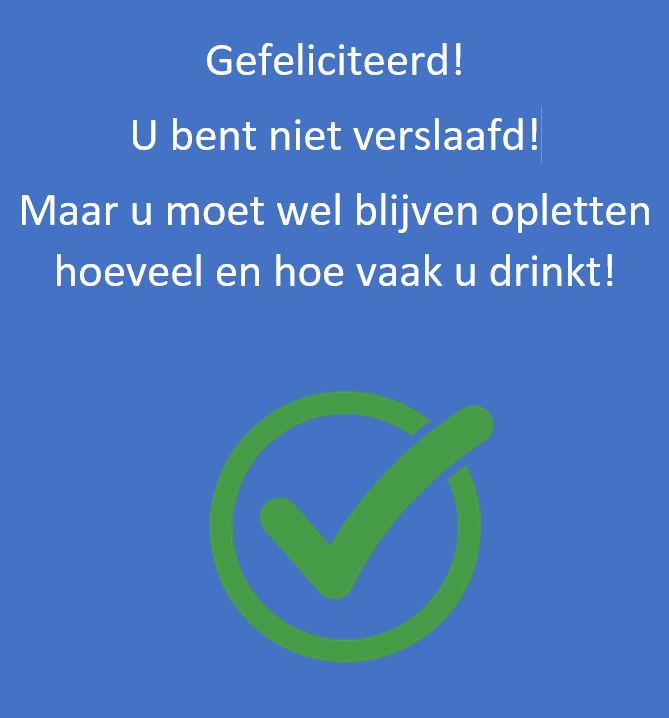 Gefeliciteerd!
U bent niet verslaafd!
Maar u moet wel blijven opletten
hoeveel en hoe vaak u drinkt!